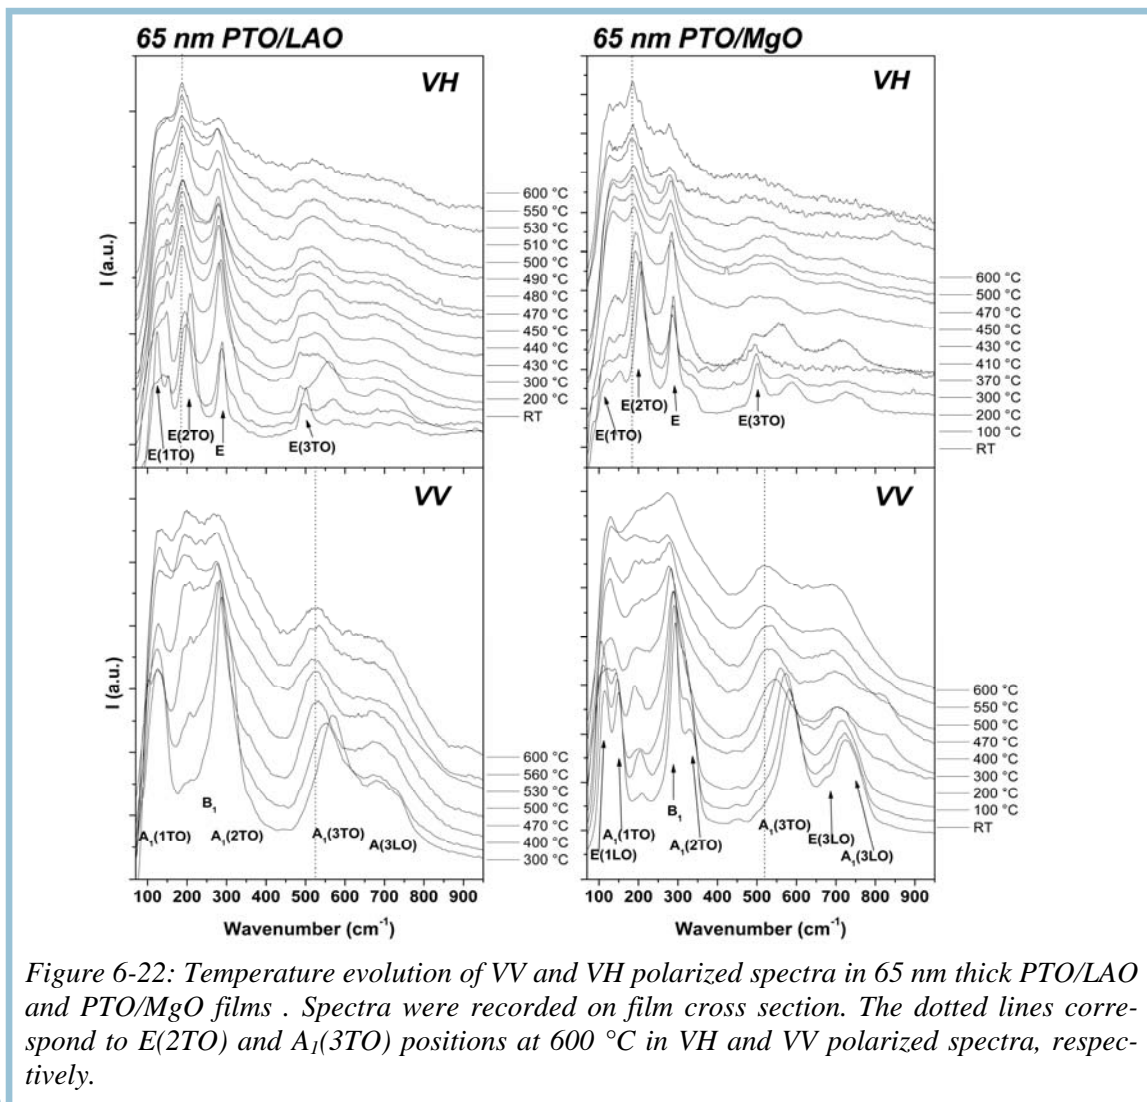 65 nm PTO/LAO
65 nm PTO/MgO
VH
I (a.u.)
600 °C
550 °C
530 °C
510 °C
500 °C
490 °C
480 °C
470 °C
450 °C
440 °C
430 °C
300 °C
200 °C
RT
E(1TO)
E(2TO)
E
E(3TO)
VH
600 °C
500 °C
470 °C
450 °C
430 °C
410 °C
370 °C
300 °C
200 °C
100 °C
RT
E(1TO)
E(2TO)
E
E(3TO)
VV
I (a.u.)
600 °C
560 °C
530 °C
500 °C
470 °C
400 °C
300 °C
A₁(1TO)
B₁
A₁(2TO)
A₁(3TO)
A(3LO)
100 200 300 400 500 600 700 800 900
Wavenumber (cm⁻¹)
VV
600 °C
550 °C
500 °C
470 °C
400 °C
300 °C
200 °C
100 °C
RT
E(1LO)
A₁(1TO)
B₁
A₁(2TO)
A₁(3TO)
E(3LO)
A₁(3LO)
100 200 300 400 500 600 700 800 900
Wavenumber (cm⁻¹)
Figure 6-22: Temperature evolution of VV and VH polarized spectra in 65 nm thick PTO/LAO
and PTO/MgO films . Spectra were recorded on film cross section. The dotted lines corre-
spond to E(2TO) and A₁(3TO) positions at 600 °C in VH and VV polarized spectra, respec-
tively.